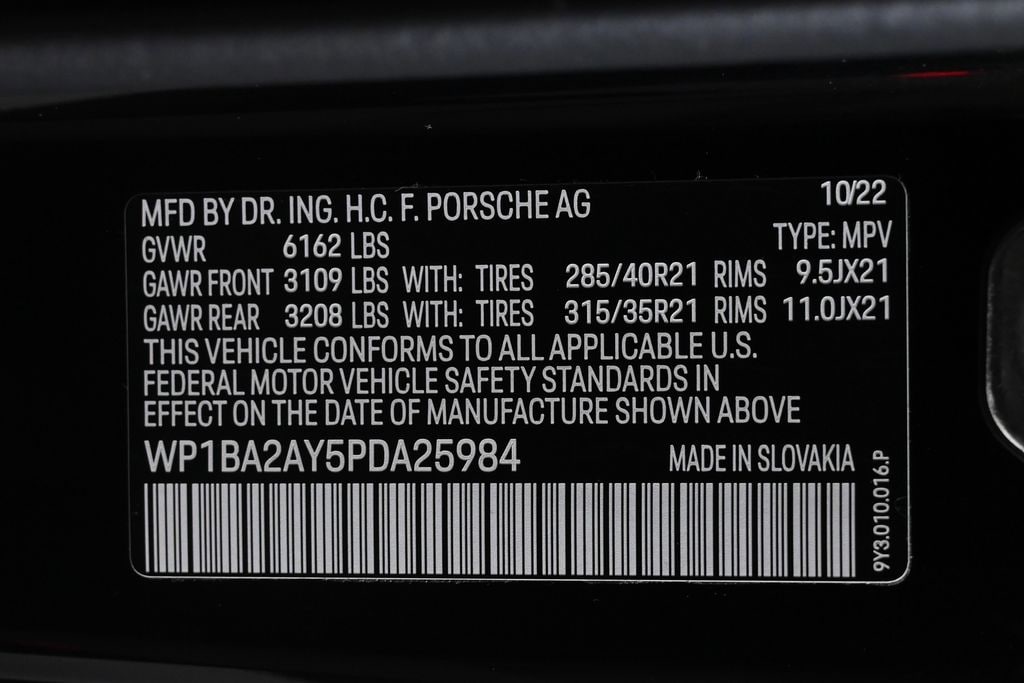 MFD BY DR. ING. H.C. F. PORSCHE AG 10/22
GVWR 6162 LBS TYPE: MPV
GAWR FRONT 3109 LBS WITH: TIRES 285/40R21 RIMS 9.5JX21
GAWR REAR 3208 LBS WITH: TIRES 315/35R21 RIMS 11.0JX21
THIS VEHICLE CONFORMS TO ALL APPLICABLE U.S.
FEDERAL MOTOR VEHICLE SAFETY STANDARDS IN
EFFECT ON THE DATE OF MANUFACTURE SHOWN ABOVE
WP1BA2AY5PDA25984 MADE IN SLOVAKIA
9Y3.010.016.P